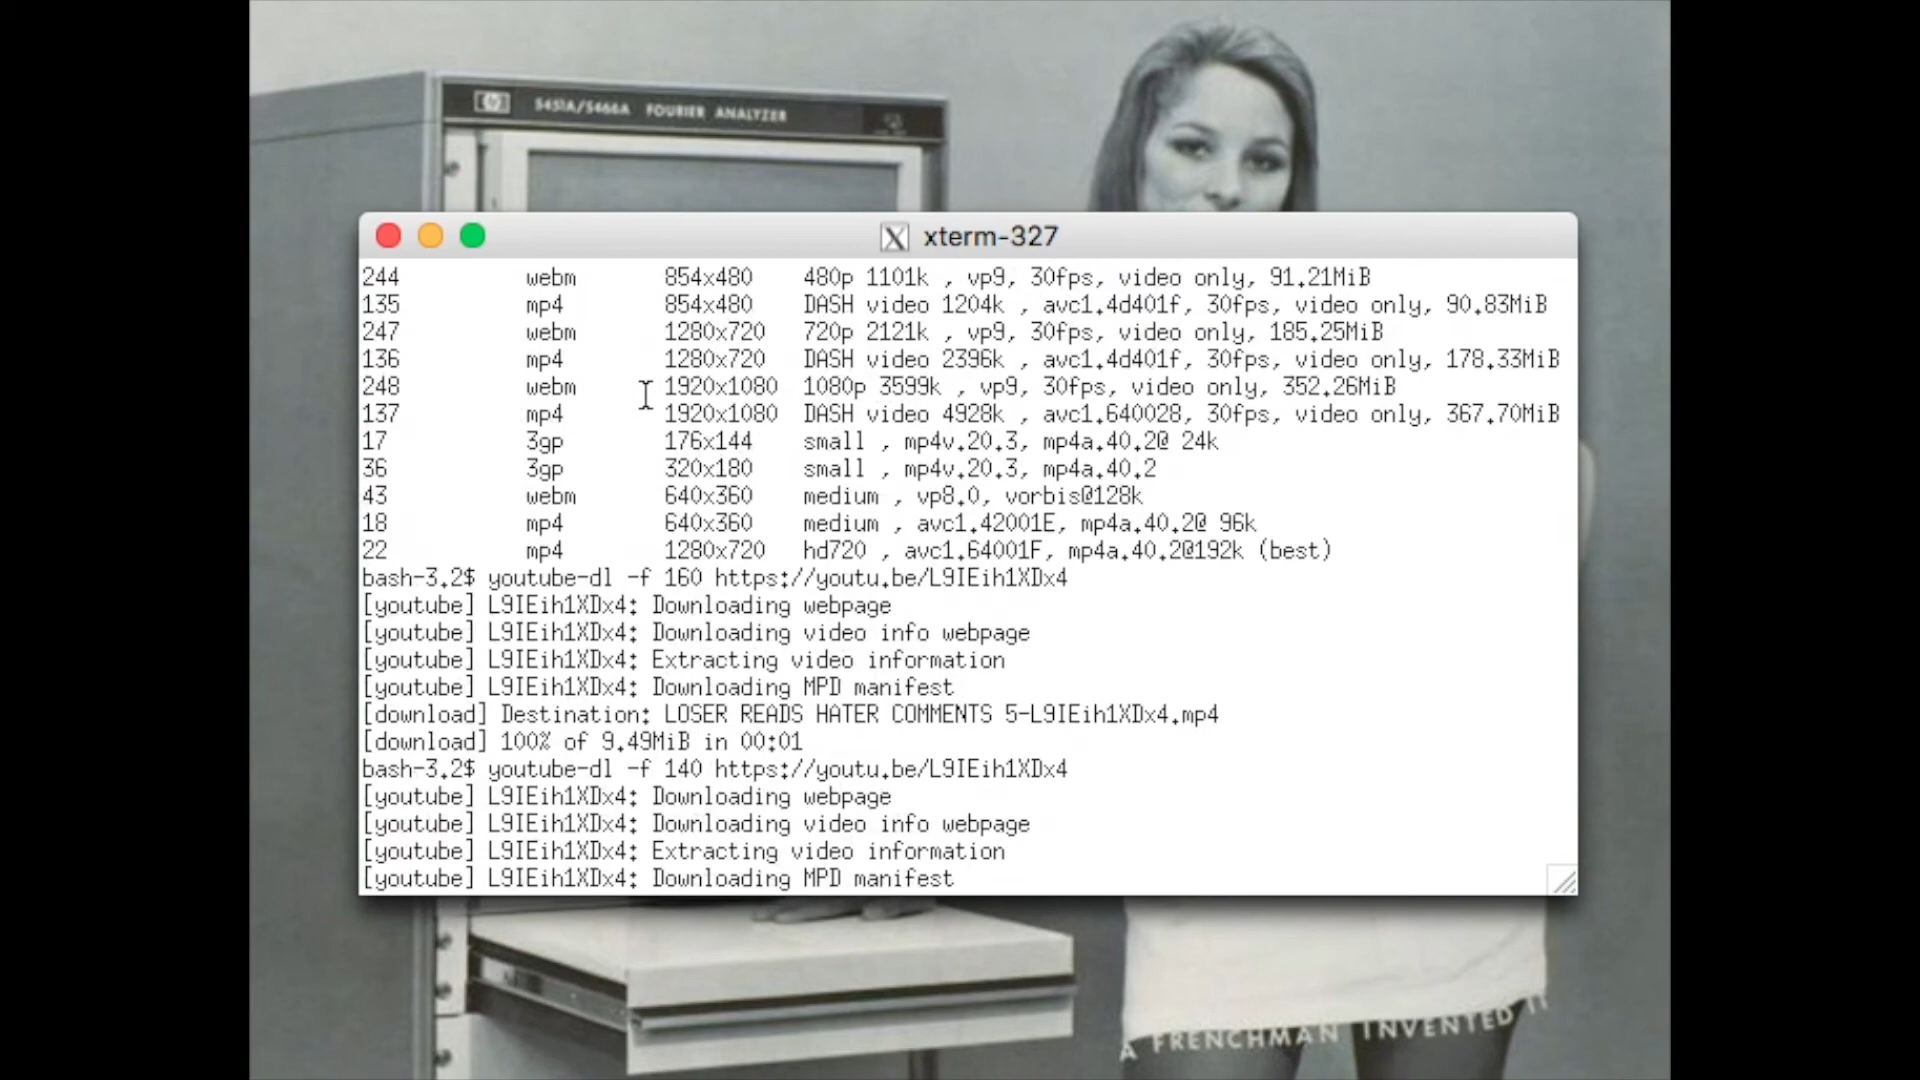 hp 5451A/5466A FOURIER ANALYZER
X xterm-327
244 webm 854x480 480p 1101k , vp9, 30fps, video only, 91.21MiB
135 mp4 854x480 DASH video 1204k , avc1.4d401f, 30fps, video only, 90.83MiB
247 webm 1280x720 720p 2121k , vp9, 30fps, video only, 185.25MiB
136 mp4 1280x720 DASH video 2396k , avc1.4d401f, 30fps, video only, 178.33MiB
248 webm 1920x1080 1080p 3599k , vp9, 30fps, video only, 352.26MiB
137 mp4 1920x1080 DASH video 4928k , avc1.640028, 30fps, video only, 367.70MiB
17 3gp 176x144 small , mp4v.20.3, mp4a.40.2@ 24k
36 3gp 320x180 small , mp4v.20.3, mp4a.40.2
43 webm 640x360 medium , vp8.0, vorbis@128k
18 mp4 640x360 medium , avc1.42001E, mp4a.40.2@ 96k
22 mp4 1280x720 hd720 , avc1.64001F, mp4a.40.2@192k (best)
bash-3.2$ youtube-dl -f 160 https://youtu.be/L9IEih1XDx4
[youtube] L9IEih1XDx4: Downloading webpage
[youtube] L9IEih1XDx4: Downloading video info webpage
[youtube] L9IEih1XDx4: Extracting video information
[youtube] L9IEih1XDx4: Downloading MPD manifest
[download] Destination: LOSER READS HATER COMMENTS 5-L9IEih1XDx4.mp4
[download] 100% of 9.49MiB in 00:01
bash-3.2$ youtube-dl -f 140 https://youtu.be/L9IEih1XDx4
[youtube] L9IEih1XDx4: Downloading webpage
[youtube] L9IEih1XDx4: Downloading video info webpage
[youtube] L9IEih1XDx4: Extracting video information
[youtube] L9IEih1XDx4: Downloading MPD manifest
A FRENCHMAN INVENTED IT